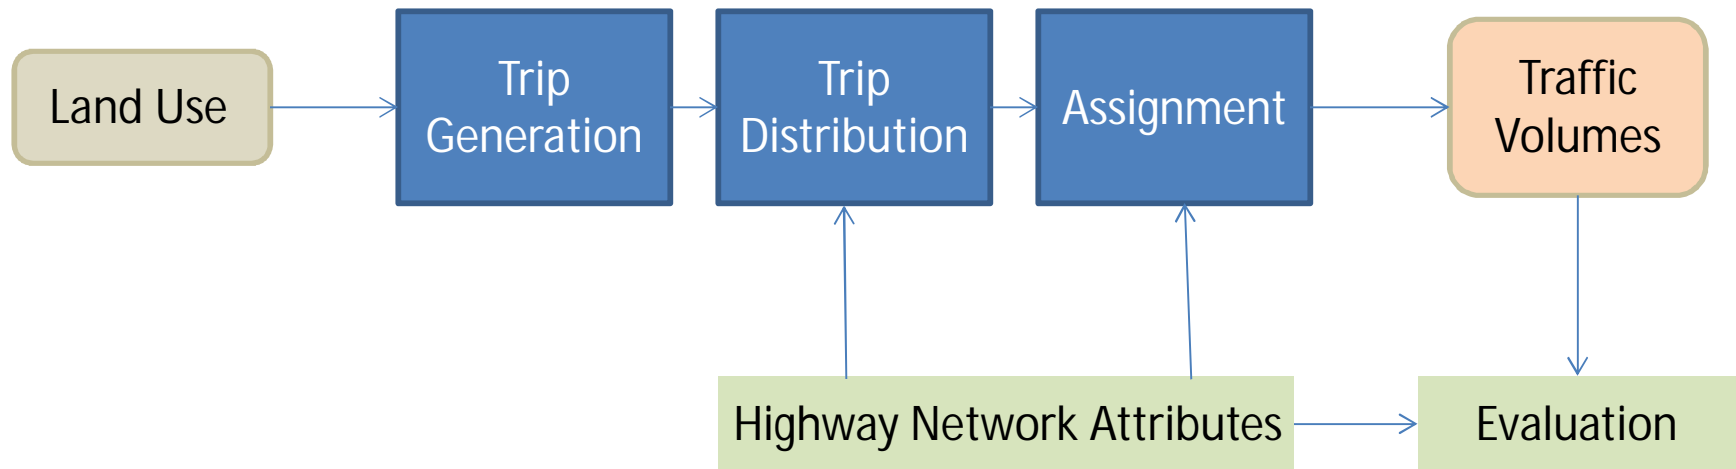 Land Use
Trip
Generation
Trip
Distribution
Assignment
Traffic
Volumes
Highway Network Attributes
Evaluation